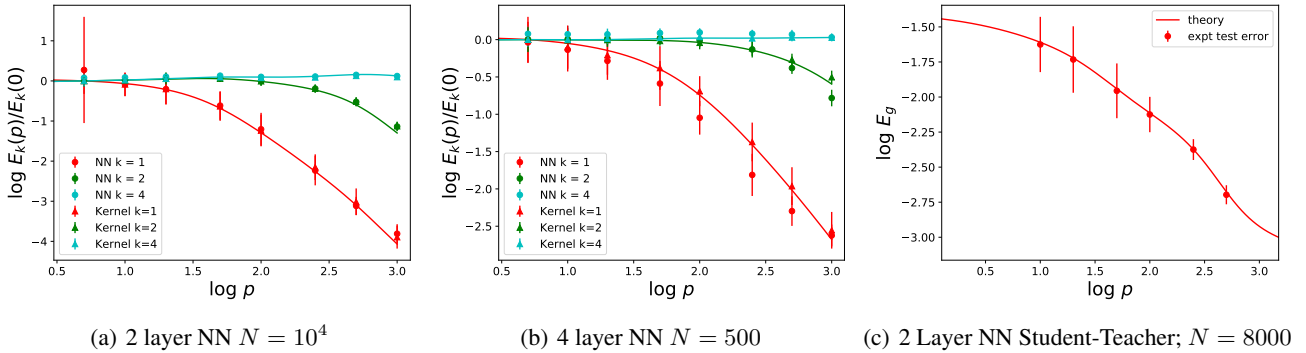 log E_k(p)/E_k(0)
1
0
−1
−2
−3
−4
NN k = 1
NN k = 2
NN k = 4
Kernel k=1
Kernel k=2
Kernel k=4
0.5 1.0 1.5 2.0 2.5 3.0
log p
(a) 2 layer NN N = 10^4
log E_k(p)/E_k(0)
0.0
−0.5
−1.0
−1.5
−2.0
−2.5
NN k = 1
NN k = 2
NN k = 4
Kernel k=1
Kernel k=2
Kernel k=4
0.5 1.0 1.5 2.0 2.5 3.0
log p
(b) 4 layer NN N = 500
log E_g
−1.50
−1.75
−2.00
−2.25
−2.50
−2.75
−3.00
theory
expt test error
0.5 1.0 1.5 2.0 2.5 3.0
log p
(c) 2 Layer NN Student-Teacher; N = 8000